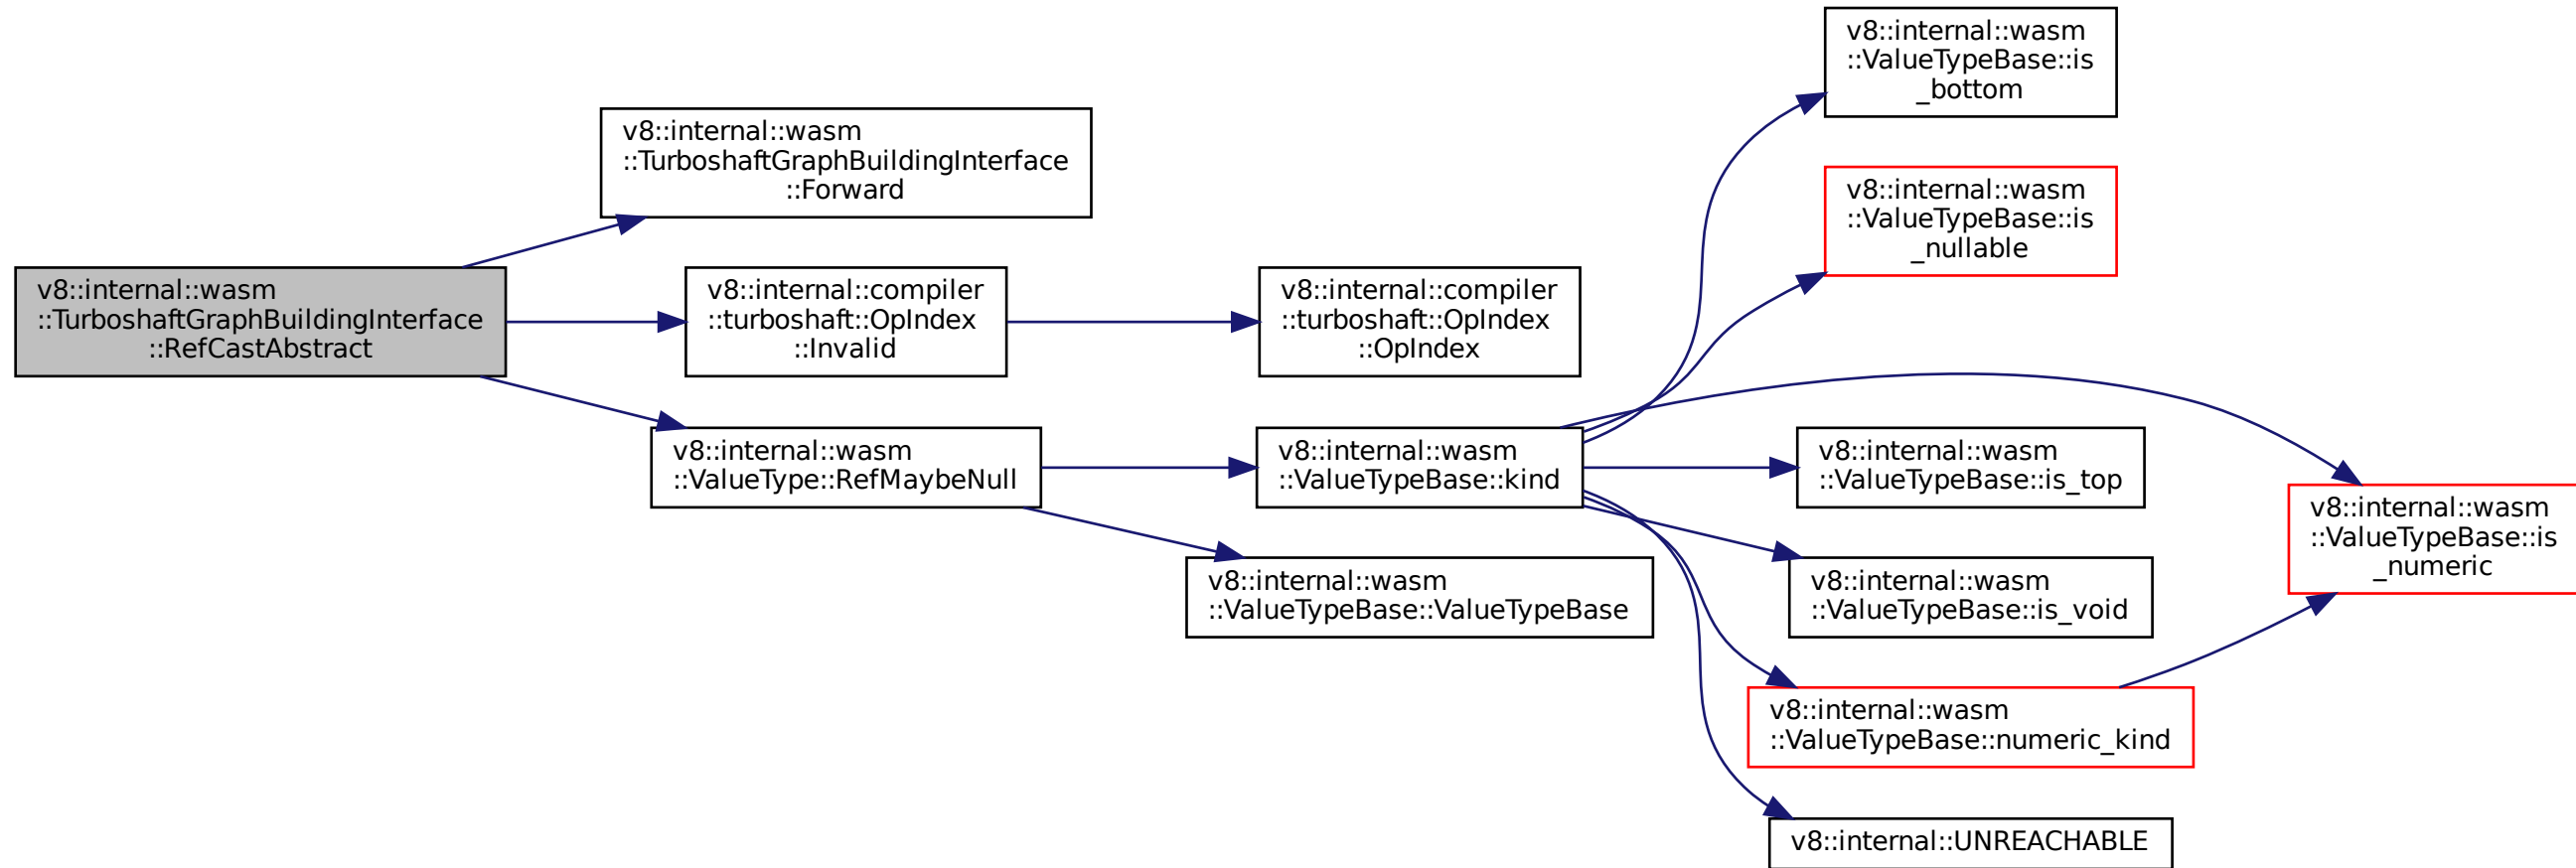 v8::internal::wasm
::TurboshaftGraphBuildingInterface
::RefCastAbstract
v8::internal::wasm
::TurboshaftGraphBuildingInterface
::Forward
v8::internal::compiler
::turboshaft::OpIndex
::Invalid
v8::internal::compiler
::turboshaft::OpIndex
::OpIndex
v8::internal::wasm
::ValueType::RefMaybeNull
v8::internal::wasm
::ValueTypeBase::kind
v8::internal::wasm
::ValueTypeBase::ValueTypeBase
v8::internal::wasm
::ValueTypeBase::is
_bottom
v8::internal::wasm
::ValueTypeBase::is
_nullable
v8::internal::wasm
::ValueTypeBase::is_top
v8::internal::wasm
::ValueTypeBase::is_void
v8::internal::wasm
::ValueTypeBase::numeric_kind
v8::internal::UNREACHABLE
v8::internal::wasm
::ValueTypeBase::is
_numeric